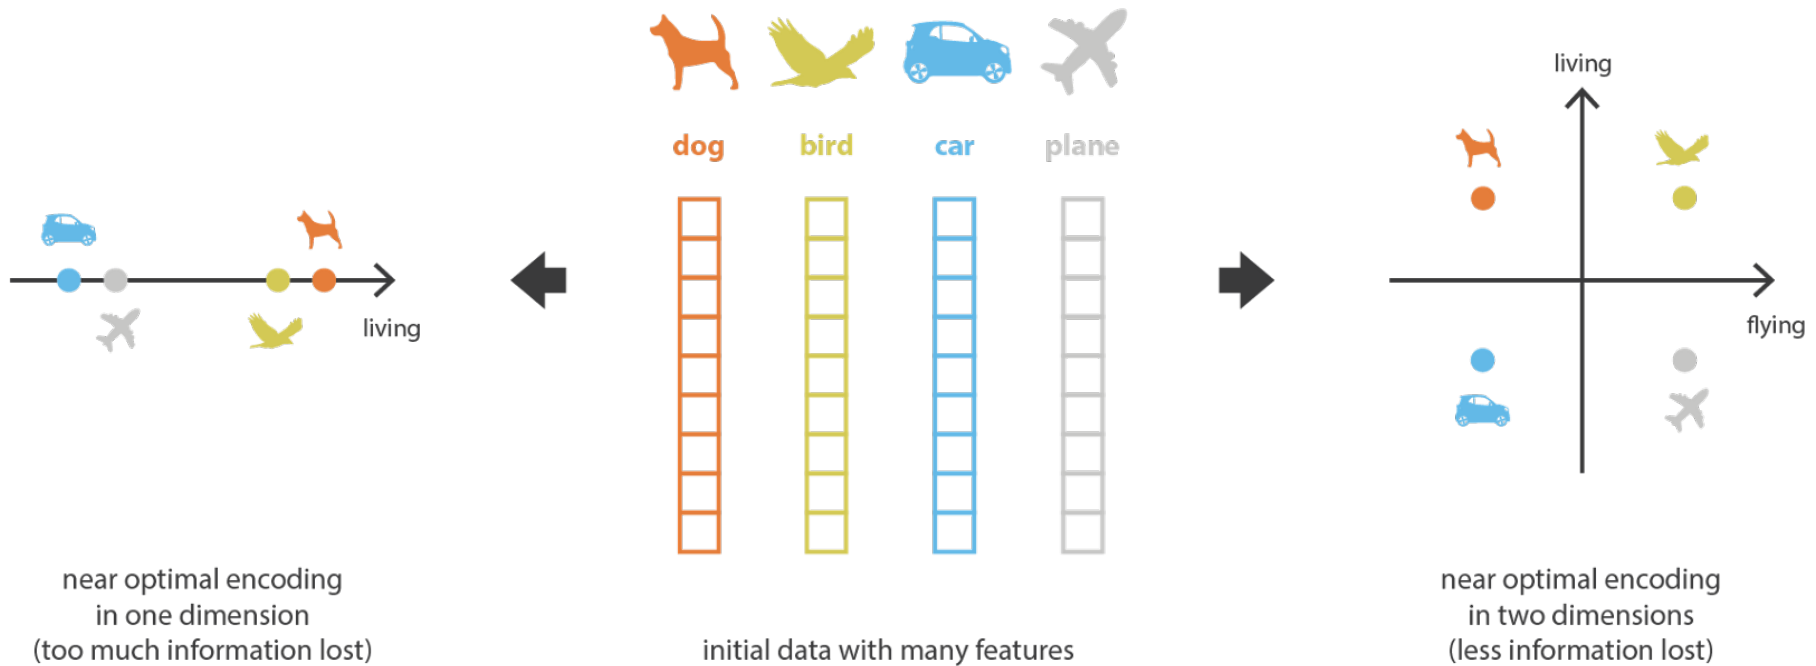 living
dog
bird
car
plane
living
flying
near optimal encoding
in one dimension
(too much information lost)
initial data with many features
near optimal encoding
in two dimensions
(less information lost)